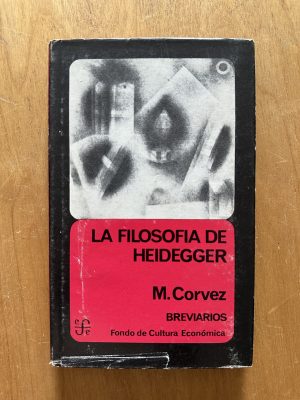 LA FILOSOFIA DE
HEIDEGGER
M. Corvez
BREVIARIOS
Fondo de Cultura Económica